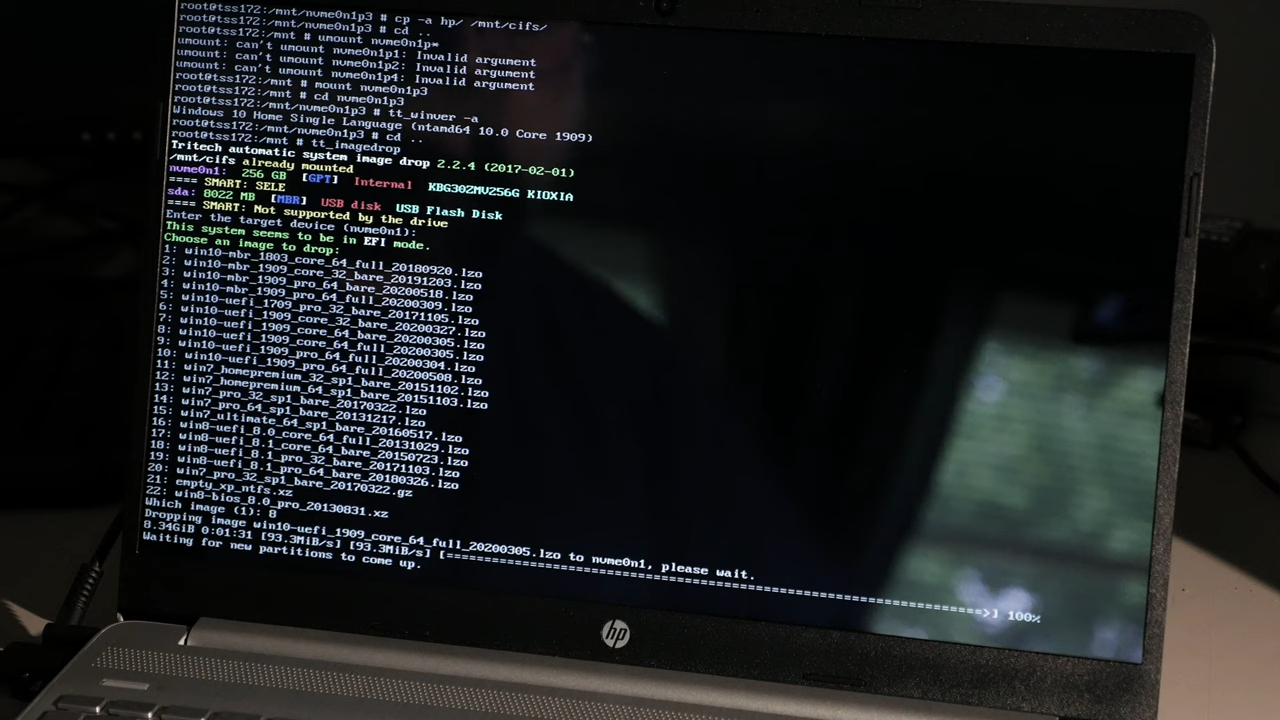 root@tss172:/mnt/nvme0n1p3 # cp -a hp/ /mnt/cifs/
root@tss172:/mnt/nvme0n1p3 # cd ..
root@tss172:/mnt # umount nvme0n1p*
umount: can't umount nvme0n1p1: Invalid argument
umount: can't umount nvme0n1p2: Invalid argument
umount: can't umount nvme0n1p4: Invalid argument
root@tss172:/mnt # mount nvme0n1p3
root@tss172:/mnt # cd nvme0n1p3
root@tss172:/mnt/nvme0n1p3 # tt_winver -a
Windows 10 Home Single Language (ntamd64 10.0 Core 1909)
root@tss172:/mnt/nvme0n1p3 # cd ..
root@tss172:/mnt # tt_imagedrop
Tritech automatic system image drop 2.2.4 (2017-02-01)
/mnt/cifs already mounted
nvme0n1: 256 GB [GPT] Internal KBG30ZMV256G KIOXIA
==== SMART: SELE
sda: 8022 MB [MBR] USB disk USB Flash Disk
==== SMART: Not supported by the drive
Enter the target device (nvme0n1):
This system seems to be in EFI mode.
Choose an image to drop:
1: win10-mbr_1803_core_64_full_20180920.lzo
2: win10-mbr_1909_core_32_bare_20191203.lzo
3: win10-mbr_1909_pro_64_bare_20200518.lzo
4: win10-mbr_1909_pro_64_full_20200309.lzo
5: win10-uefi_1709_pro_32_bare_20171105.lzo
6: win10-uefi_1909_core_32_bare_20200327.lzo
7: win10-uefi_1909_core_64_bare_20200305.lzo
8: win10-uefi_1909_core_64_full_20200305.lzo
9: win10-uefi_1909_pro_64_bare_20200304.lzo
10: win10-uefi_1909_pro_64_full_20200508.lzo
11: win7_homepremium_32_sp1_bare_20151102.lzo
12: win7_homepremium_64_sp1_bare_20151103.lzo
13: win7_pro_32_sp1_bare_20170322.lzo
14: win7_pro_64_sp1_bare_20131217.lzo
15: win7_ultimate_64_sp1_bare_20160517.lzo
16: win8-uefi_8.0_core_64_full_20131029.lzo
17: win8-uefi_8.1_core_64_bare_20150723.lzo
18: win8-uefi_8.1_pro_32_bare_20171103.lzo
19: win8-uefi_8.1_pro_64_bare_20180326.lzo
20: win7_pro_32_sp1_bare_20170322.gz
21: empty_xp_ntfs.xz
22: win8-bios_8.0_pro_20130831.xz
Which image (1): 8
Dropping image win10-uefi_1909_core_64_full_20200305.lzo to nvme0n1, please wait.
8.34GiB 0:01:31 [93.3MiB/s] [93.3MiB/s] [==================================================================>] 100%
Waiting for new partitions to come up.
hp